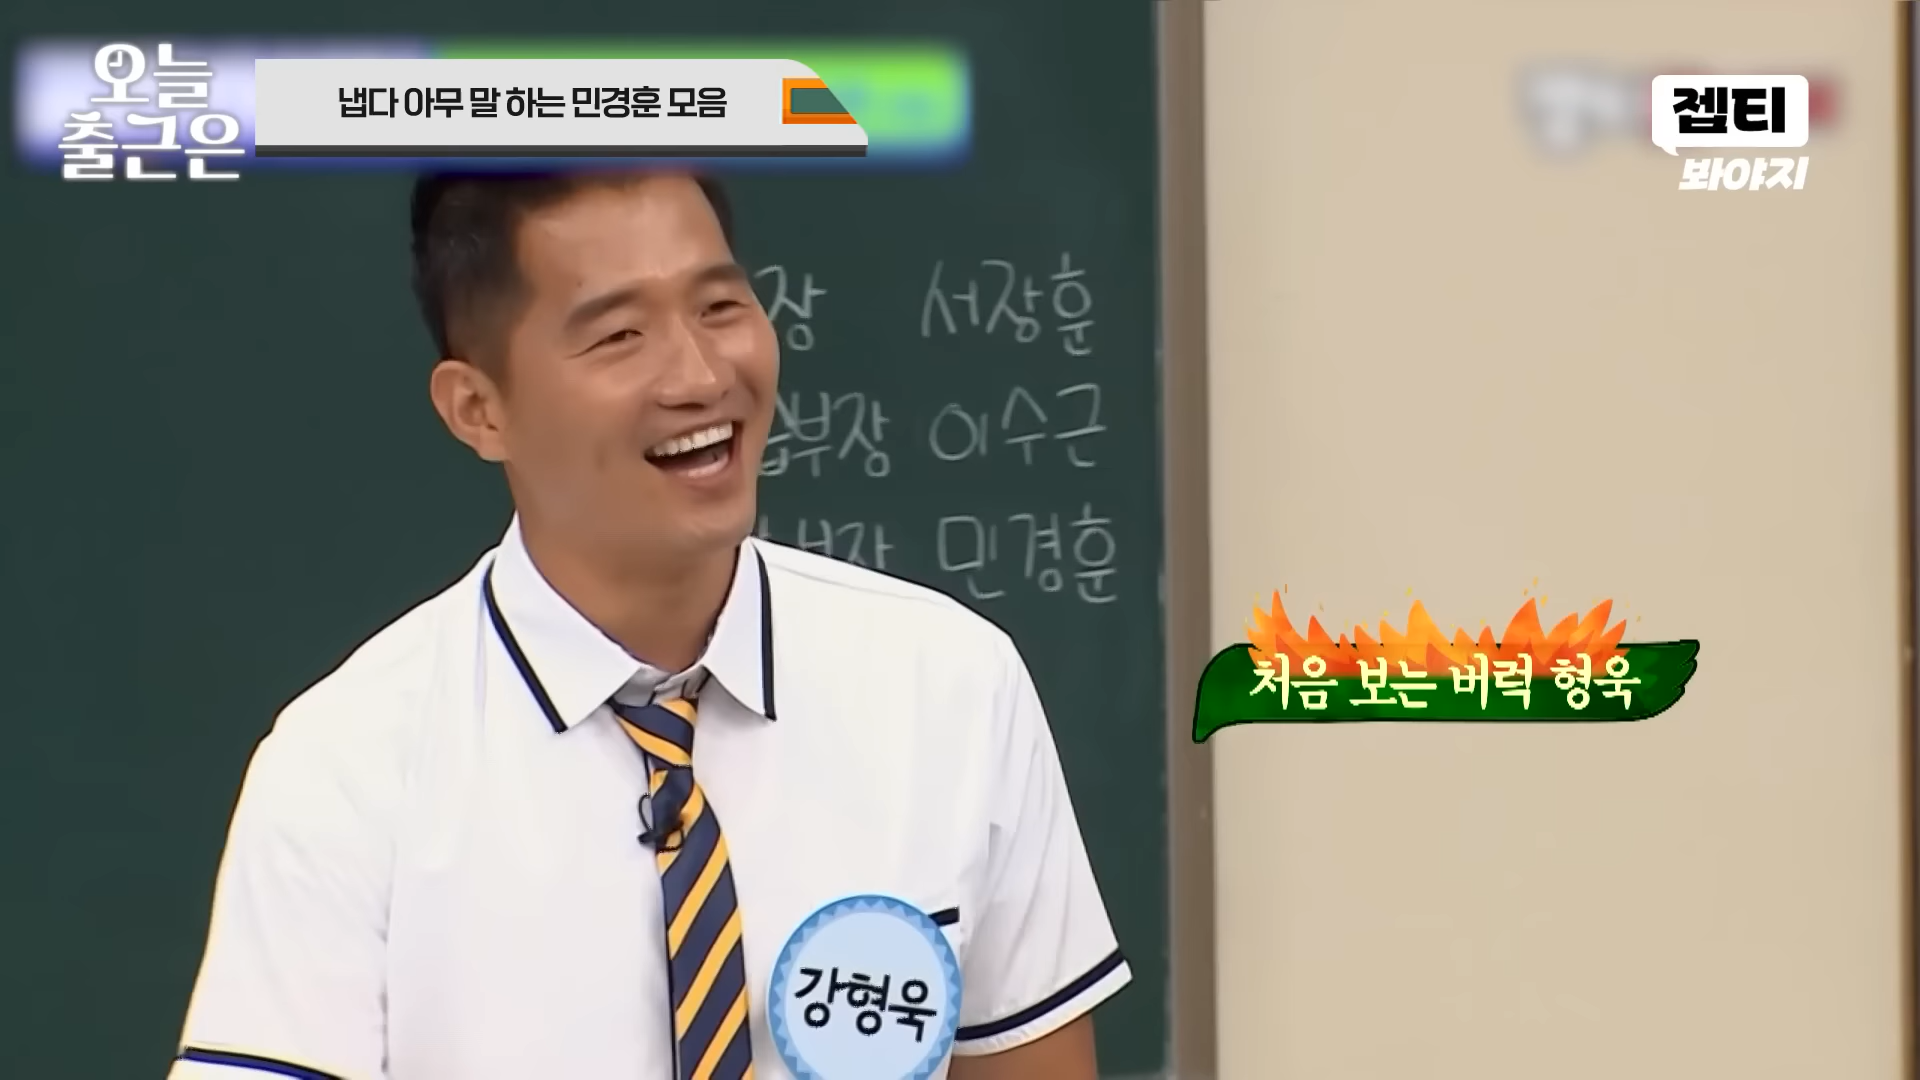 오늘
출근은
냅다 아무 말 하는 민경훈 모음
젭티
봐야지
장 서장훈
부장 이수근
부장 민경훈
처음 보는 버럭 형욱
강형욱